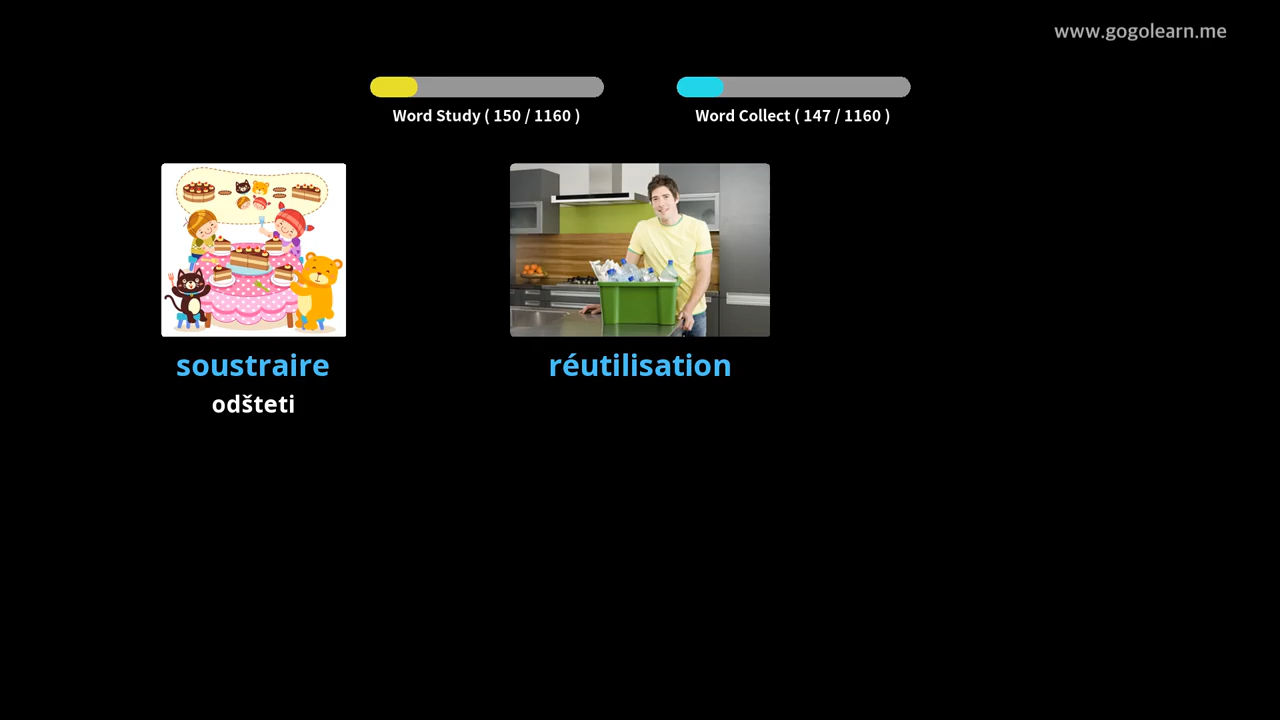 www.gogolearn.me
Word Study ( 150 / 1160 )
Word Collect ( 147 / 1160 )
soustraire
réutilisation
odšteti